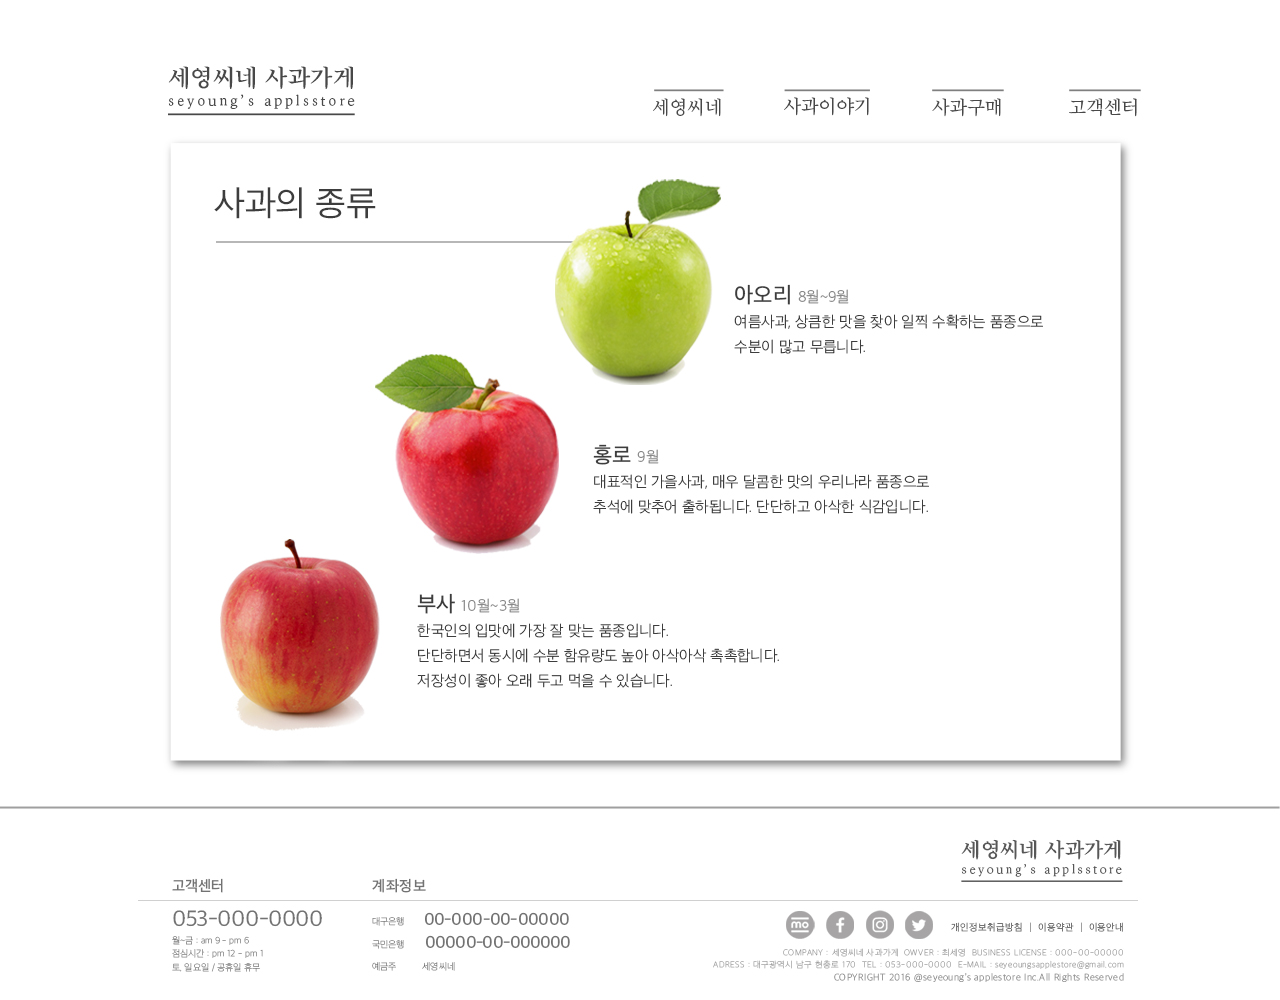 세영씨네 사과가게
seyoung's applsstore
세영씨네 사과이야기 사과구매 고객센터
사과의 종류
아오리 8월~9월
여름사과, 상큼한 맛을 찾아 일찍 수확하는 품종으로
수분이 많고 무릅니다.
홍로 9월
대표적인 가을사과, 매우 달콤한 맛의 우리나라 품종으로
추석에 맞추어 출하됩니다. 단단하고 아삭한 식감입니다.
부사 10월~3월
한국인의 입맛에 가장 잘 맞는 품종입니다.
단단하면서 동시에 수분 함유량도 높아 아삭아삭 촉촉합니다.
저장성이 좋아 오래 두고 먹을 수 있습니다.
세영씨네 사과가게
seyoung's applsstore
고객센터
053-000-0000
월~금 : am 9 - pm 6
점심시간 : pm 12 - pm 1
토, 일요일 / 공휴일 휴무
계좌정보
대구은행 00-000-00-00000
국민은행 00000-00-000000
예금주 세영씨네
mo
개인정보취급방침 | 이용약관 | 이용안내
COMPANY : 세영씨네 사과가게 OWVER : 최세영 BUSINESS LICENSE : 000-00-00000
ADRESS : 대구광역시 남구 현충로 170 TEL : 053-000-0000 E-MAIL : seyeoungsapplestore@gmail.com
COPYRIGHT 2016 @seyeoung's applestore Inc.All Rights Reserved